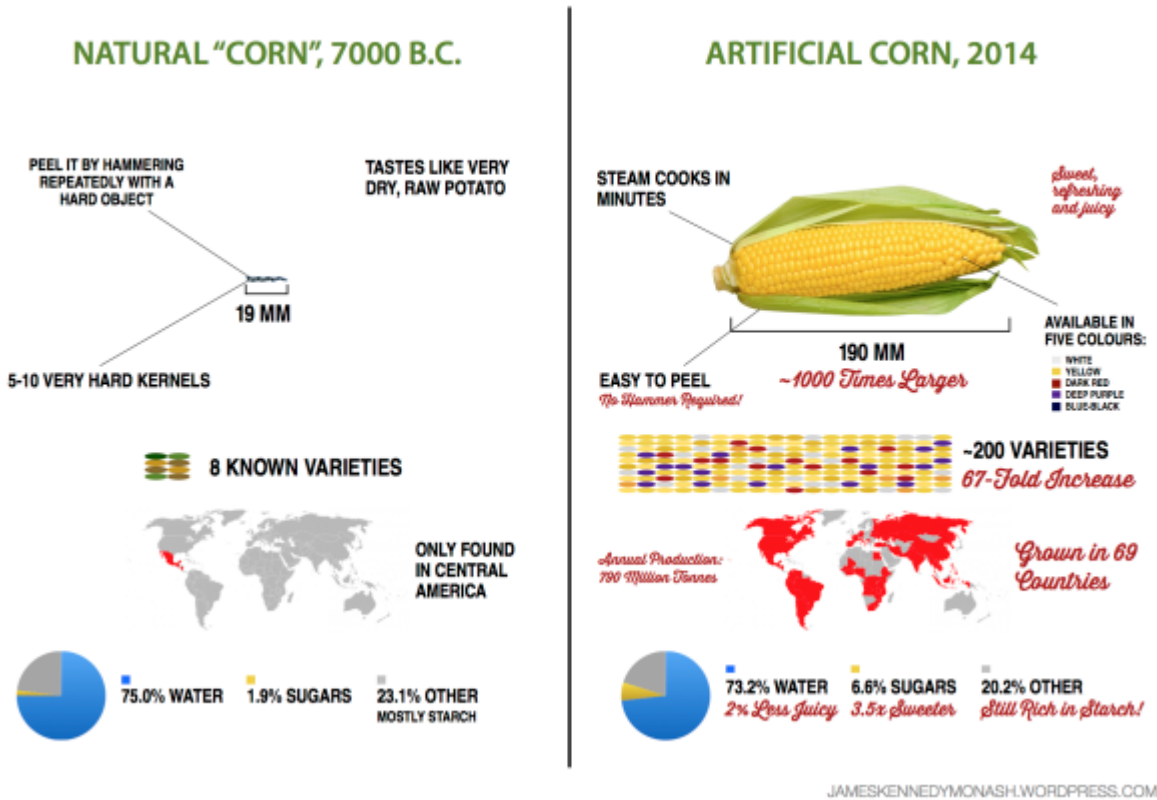 NATURAL “CORN”, 7000 B.C.
PEEL IT BY HAMMERING
REPEATEDLY WITH A
HARD OBJECT
TASTES LIKE VERY
DRY, RAW POTATO
19 MM
5-10 VERY HARD KERNELS
8 KNOWN VARIETIES
ONLY FOUND
IN CENTRAL
AMERICA
75.0% WATER
1.9% SUGARS
23.1% OTHER
MOSTLY STARCH
ARTIFICIAL CORN, 2014
STEAM COOKS IN
MINUTES
Sweet,
refreshing
and juicy
190 MM
~1000 Times Larger
EASY TO PEEL
No Hammer Required!
AVAILABLE IN
FIVE COLOURS:
WHITE
YELLOW
DARK RED
DEEP PURPLE
BLUE-BLACK
~200 VARIETIES
67-Fold Increase
Annual Production:
790 Million Tonnes
Grown in 69
Countries
73.2% WATER
2% Less Juicy
6.6% SUGARS
3.5x Sweeter
20.2% OTHER
Still Rich in Starch!
JAMESKENNEDYMONASH.WORDPRESS.COM